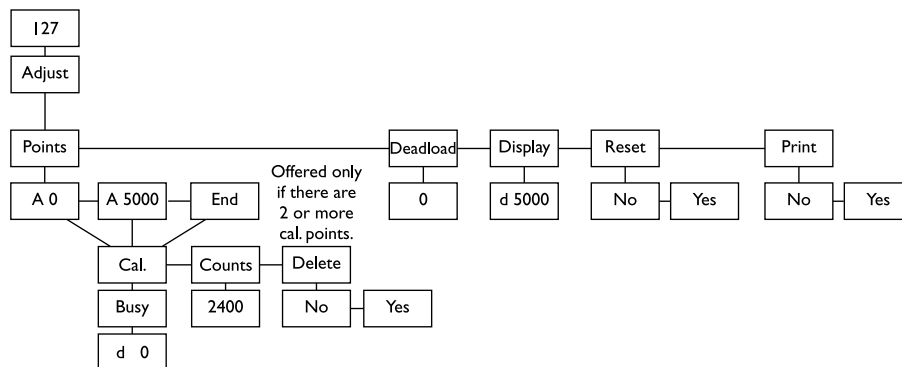 127
Adjust
Points
Deadload
Display
Reset
Print
Offered only
if there are
2 or more
cal. points.
A 0
A 5000
End
0
d 5000
No
Yes
No
Yes
Cal.
Counts
Delete
Busy
2400
No
Yes
d 0